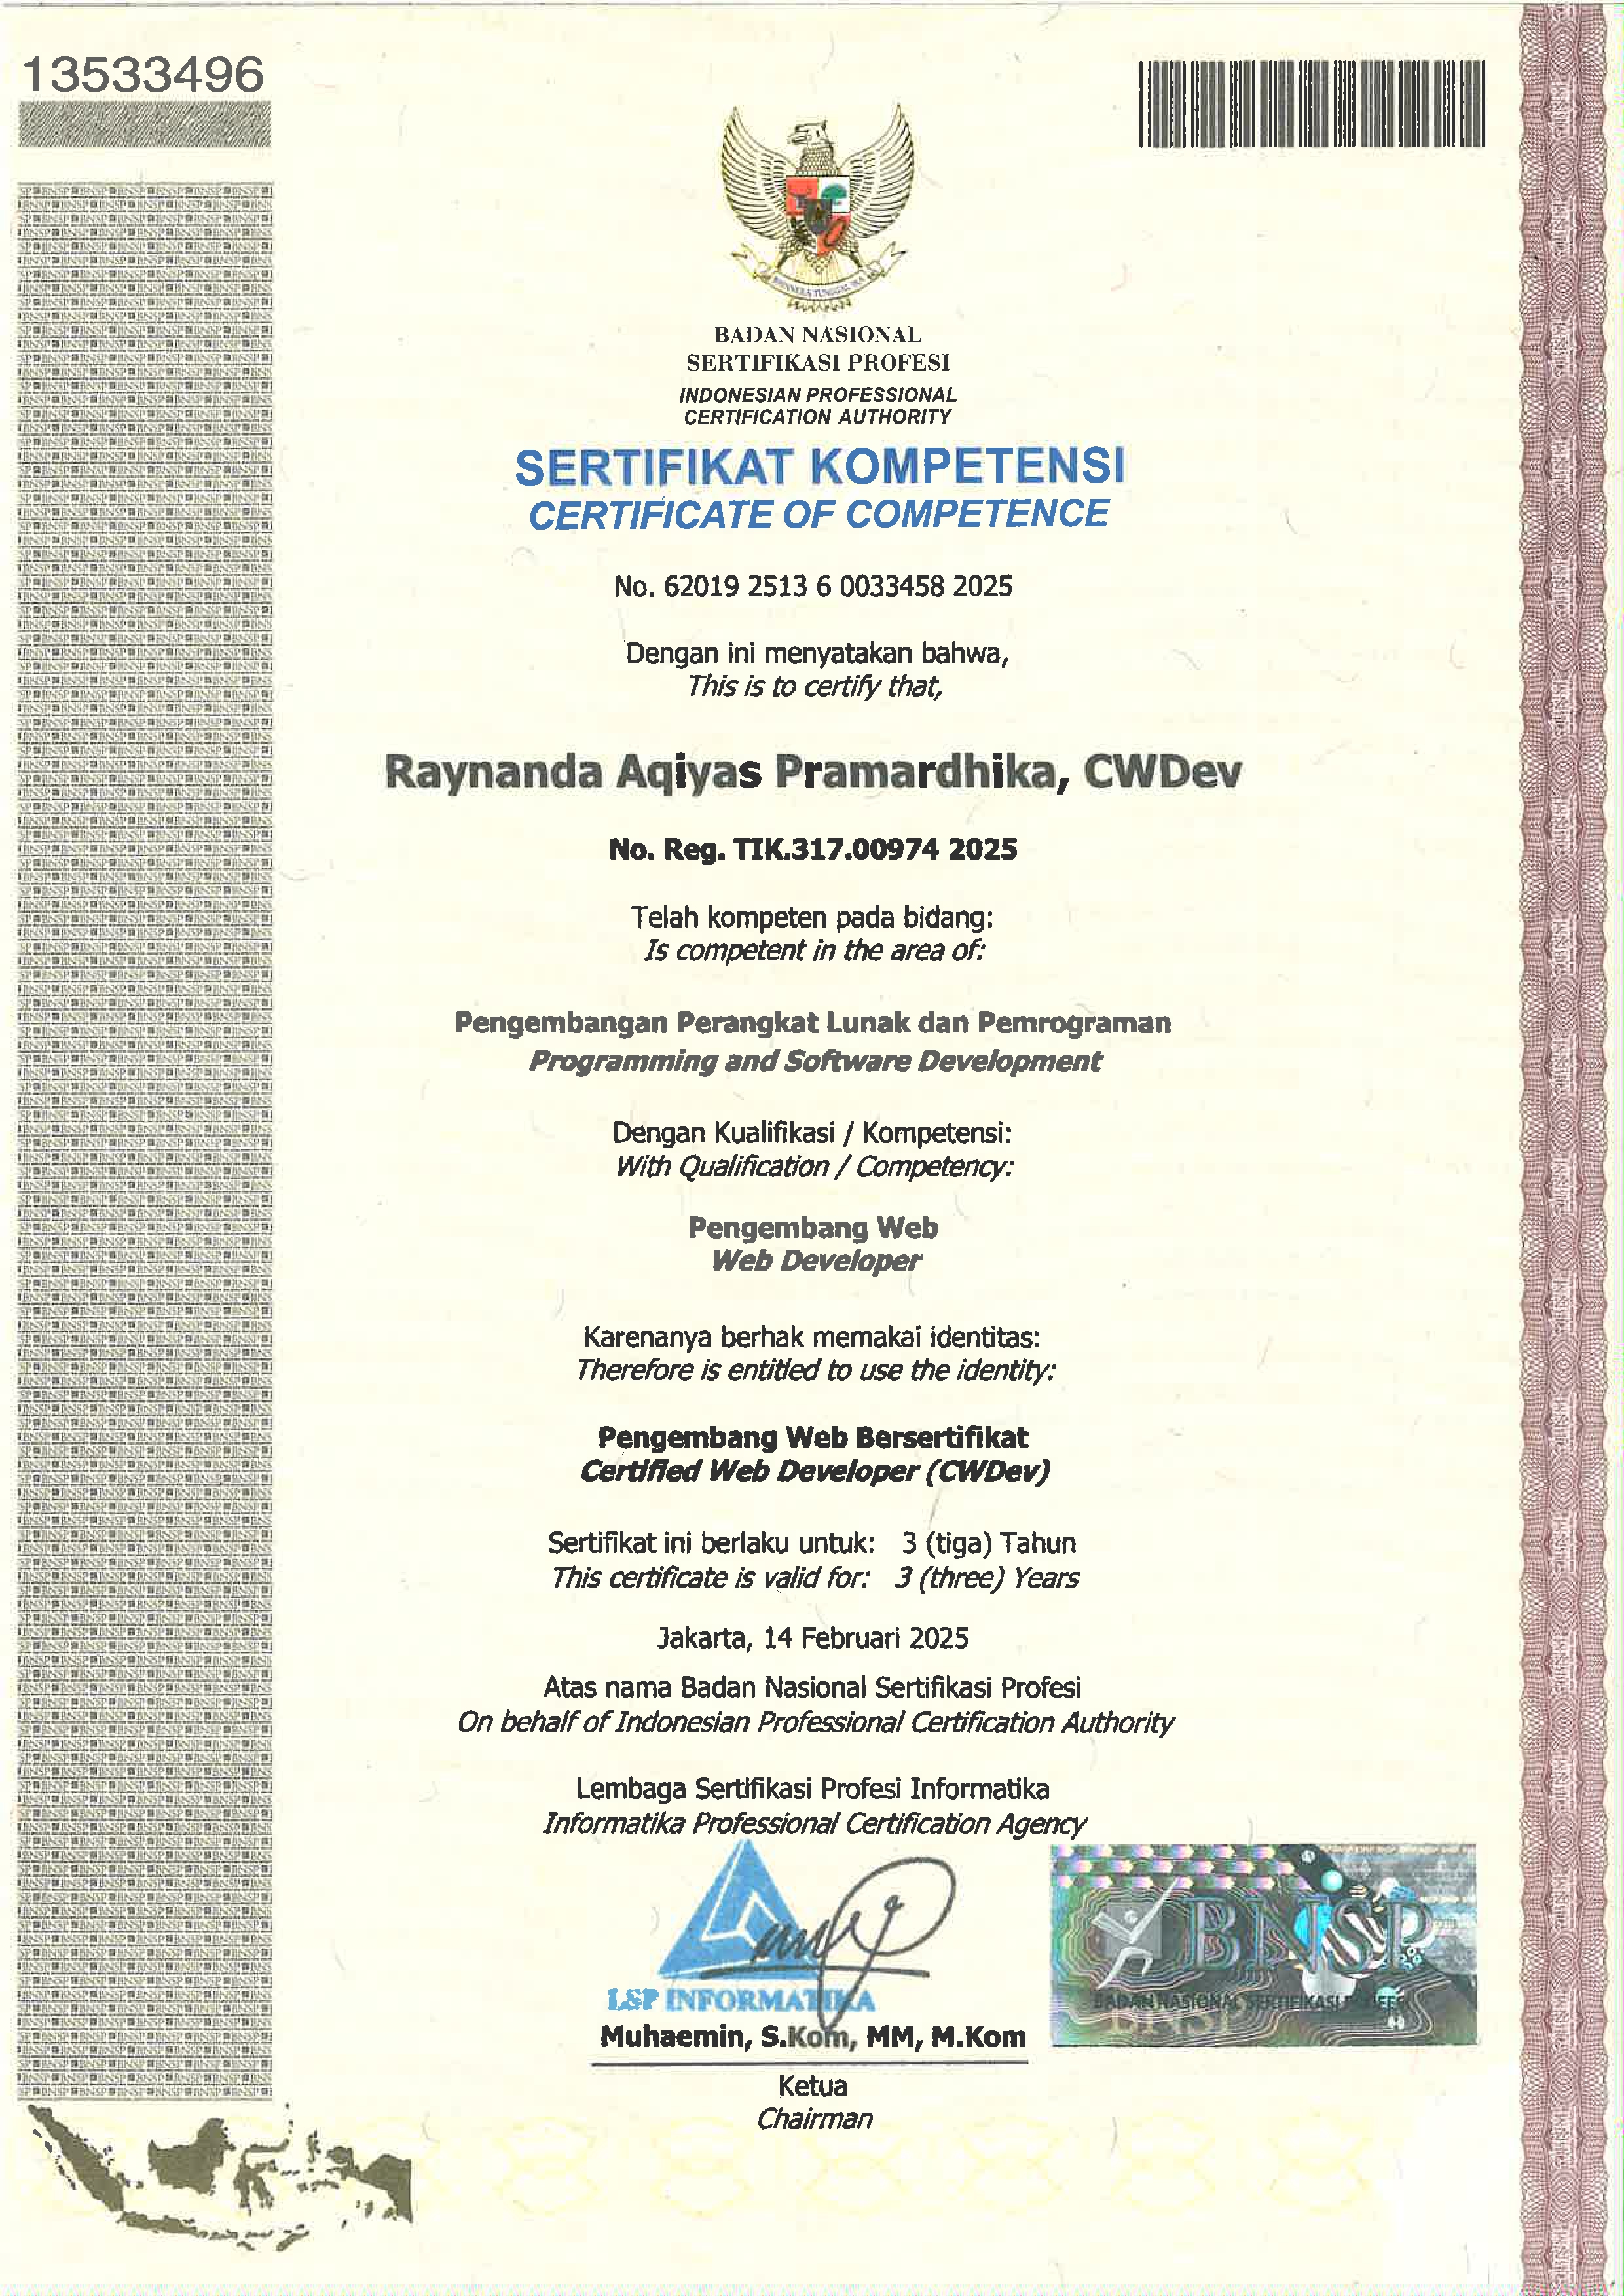 13533496
BADAN NASIONAL
SERTIFIKASI PROFESI
INDONESIAN PROFESSIONAL
CERTIFICATION AUTHORITY
SERTIFIKAT KOMPETENSI
CERTIFICATE OF COMPETENCE
No. 62019 2513 6 0033458 2025
Dengan ini menyatakan bahwa,
This is to certify that,
Raynanda Aqiyas Pramardhika, CWDev
No. Reg. TIK.317.00974 2025
Telah kompeten pada bidang:
Is competent in the area of:
Pengembangan Perangkat Lunak dan Pemrograman
Programming and Software Development
Dengan Kualifikasi / Kompetensi:
With Qualification / Competency:
Pengembang Web
Web Developer
Karenanya berhak memakai identitas:
Therefore is entitled to use the identity:
Pengembang Web Bersertifikat
Certified Web Developer (CWDev)
Sertifikat ini berlaku untuk: 3 (tiga) Tahun
This certificate is valid for: 3 (three) Years
Jakarta, 14 Februari 2025
Atas nama Badan Nasional Sertifikasi Profesi
On behalf of Indonesian Professional Certification Authority
Lembaga Sertifikasi Profesi Informatika
Informatika Professional Certification Agency
LSP INFORMATIKA
BNSP
BADAN NASIONAL SERTIFIKASI PROFESI
BNSP
Muhaemin, S.Kom, MM, M.Kom
Ketua
Chairman